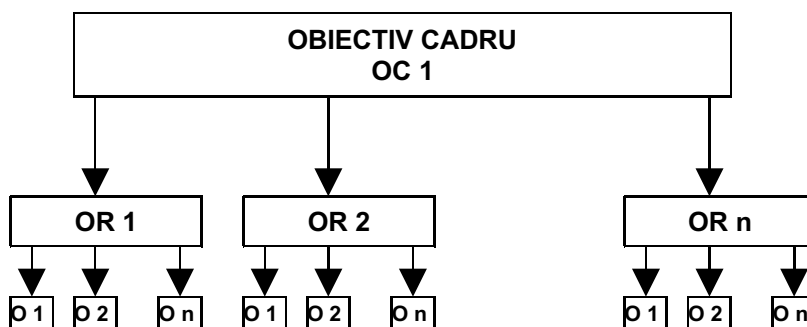 OBIECTIV CADRU
OC 1
OR 1 OR 2 OR n
O 1 O 2 O n O 1 O 2 O n O 1 O 2 O n